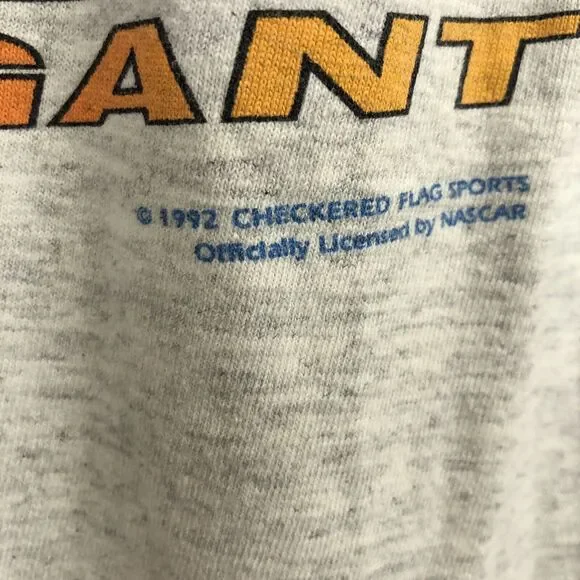 GANT
© 1992 CHECKERED FLAG SPORTS
Officially Licensed by NASCAR